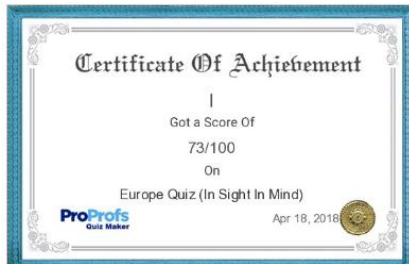 Certificate Of Achievement
|
Got a Score Of
73/100
On
Europe Quiz (In Sight In Mind)
ProProfs
Quiz Maker
Apr 18, 2018